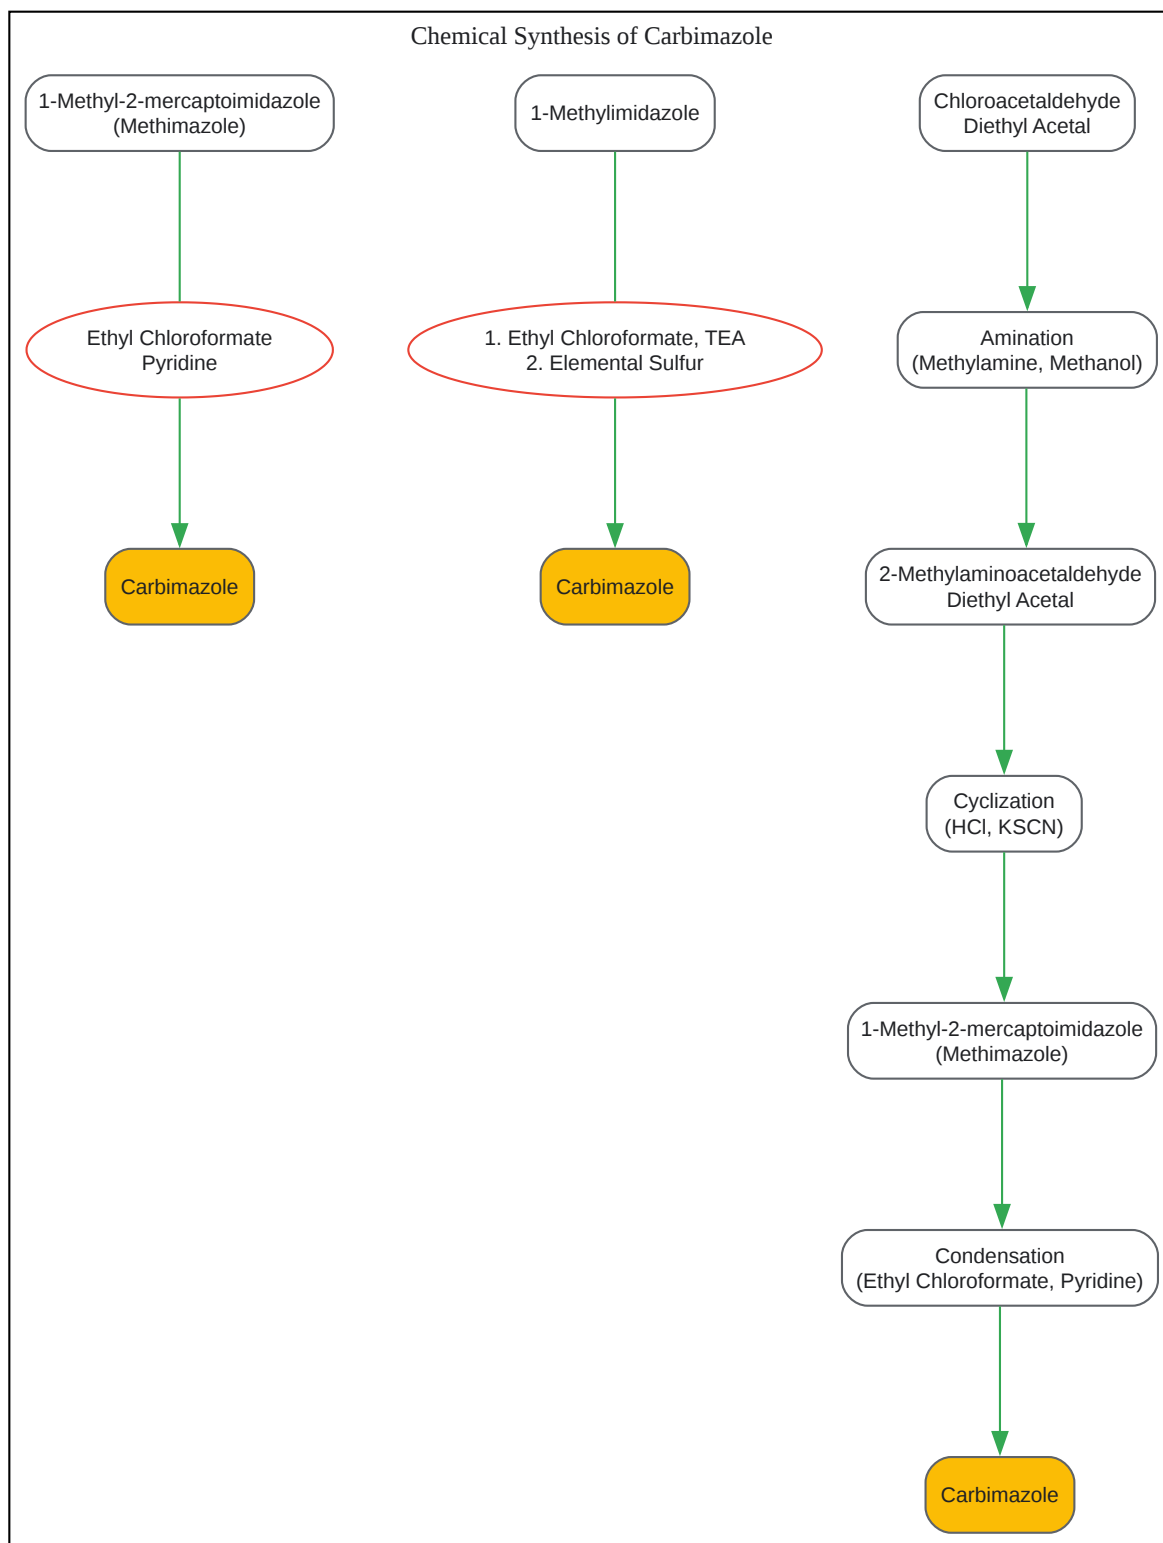 Chemical Synthesis of Carbimazole
1-Methyl-2-mercaptoimidazole
(Methimazole)
Ethyl Chloroformate
Pyridine
Carbimazole
1-Methylimidazole
1. Ethyl Chloroformate, TEA
2. Elemental Sulfur
Carbimazole
Chloroacetaldehyde
Diethyl Acetal
Amination
(Methylamine, Methanol)
2-Methylaminoacetaldehyde
Diethyl Acetal
Cyclization
(HCl, KSCN)
1-Methyl-2-mercaptoimidazole
(Methimazole)
Condensation
(Ethyl Chloroformate, Pyridine)
Carbimazole